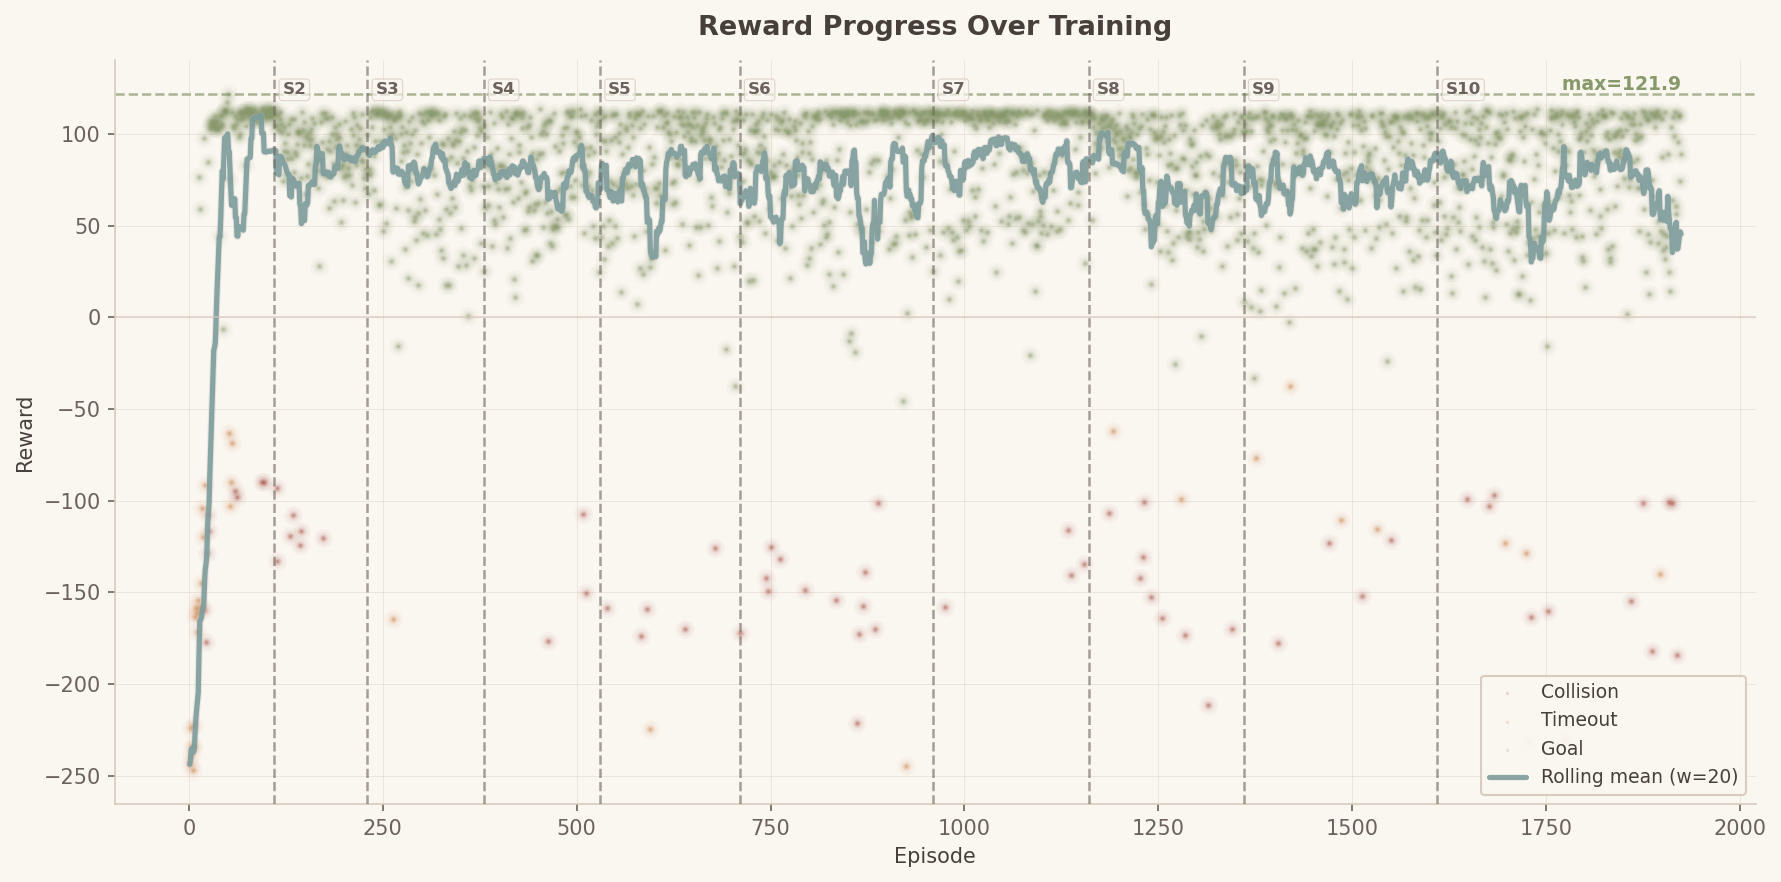 Reward Progress Over Training
S2 S3 S4 S5 S6 S7 S8 S9 S10
max=121.9
100
50
0
−50
−100
−150
−200
−250
Reward
Collision
Timeout
Goal
Rolling mean (w=20)
0 250 500 750 1000 1250 1500 1750 2000
Episode